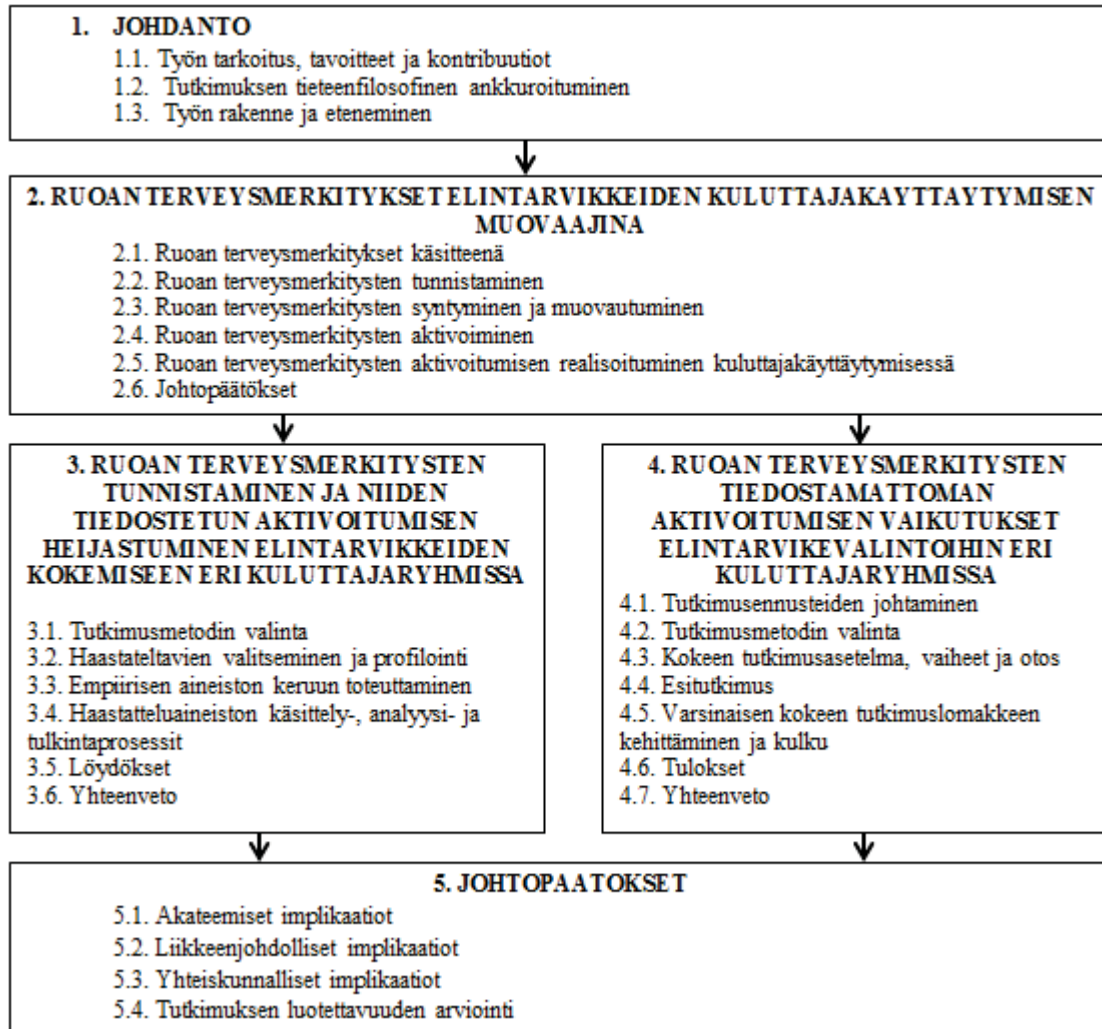 1. JOHDANTO
1.1. Työn tarkoitus, tavoitteet ja kontribuutiot
1.2. Tutkimuksen tieteenfilosofinen ankkuroituminen
1.3. Työn rakenne ja eteneminen
2. RUOAN TERVEYSMERKITYKSET ELINTARVIKKEIDEN KULUTTAJAKAYTTAYTYMISEN
MUOVAAJINA
2.1. Ruoan terveysmerkitykset käsitteenä
2.2. Ruoan terveysmerkitysten tunnistaminen
2.3. Ruoan terveysmerkitysten syntyminen ja muovautuminen
2.4. Ruoan terveysmerkitysten aktivoiminen
2.5. Ruoan terveysmerkitysten aktivoitumisen realisoituminen kuluttajakäyttäytymisessä
2.6. Johtopäätökset
3. RUOAN TERVEYSMERKITYSTEN
TUNNISTAMINEN JA NIIDEN
TIEDOSTETUN AKTIVOITUMISEN
HEIJASTUMINEN ELINTARVIKKEIDEN
KOKEMISEEN ERI KULUTTAJARYHMISSA
3.1. Tutkimusmetodin valinta
3.2. Haastateltavien valitseminen ja profilointi
3.3. Empiirisen aineiston keruun toteuttaminen
3.4. Haastatteluaineiston käsittely-, analyysi- ja
tulkintaprosessit
3.5. Löydökset
3.6. Yhteenveto
4. RUOAN TERVEYSMERKITYSTEN
TIEDOSTAMATTOMAN
AKTIVOITUMISEN VAIKUTUKSET
ELINTARVIKEVALINTOIHIN ERI
KULUTTAJARYHMISSA
4.1. Tutkimusennusteiden johtaminen
4.2. Tutkimusmetodin valinta
4.3. Kokeen tutkimusasetelma, vaiheet ja otos
4.4. Esitutkimus
4.5. Varsinaisen kokeen tutkimuslomakkeen
kehittäminen ja kulku
4.6. Tulokset
4.7. Yhteenveto
5. JOHTOPAATOKSET
5.1. Akateemiset implikaatiot
5.2. Liikkeenjohdolliset implikaatiot
5.3. Yhteiskunnalliset implikaatiot
5.4. Tutkimuksen luotettavuuden arviointi